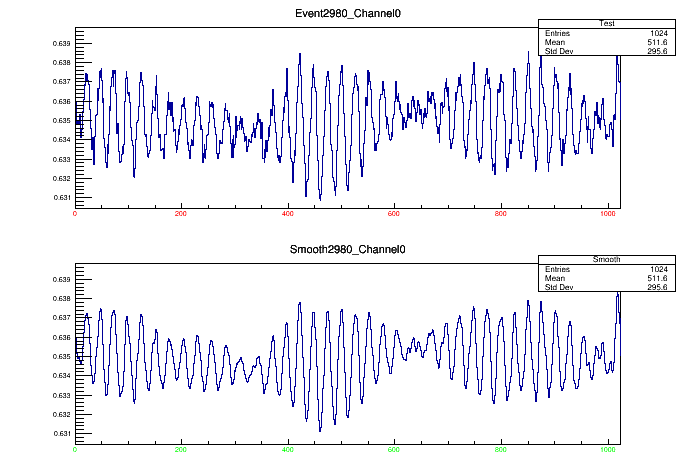 Event2980_Channel0
Test
Entries 1024
Mean 511.6
Std Dev 295.6
0.639
0.638
0.637
0.636
0.635
0.634
0.633
0.632
0.631
0 200 400 600 800 1000
Smooth2980_Channel0
Smooth
Entries 1024
Mean 511.6
Std Dev 295.6
0.639
0.638
0.637
0.636
0.635
0.634
0.633
0.632
0.631
0 200 400 600 800 1000